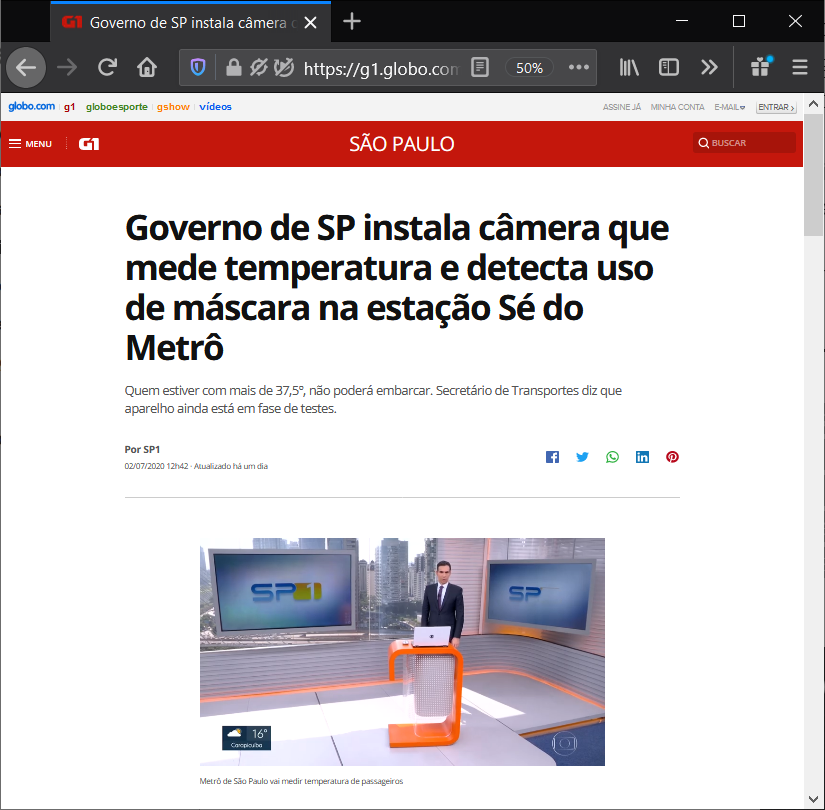 Governo de SP instala câmera
https://g1.globo.com
50%
globo.com g1 globoesporte gshow vídeos
ASSINE JÁ MINHA CONTA E-MAIL ENTRAR
MENU G1 SÃO PAULO BUSCAR
Governo de SP instala câmera que
mede temperatura e detecta uso
de máscara na estação Sé do
Metrô
Quem estiver com mais de 37,5º, não poderá embarcar. Secretário de Transportes diz que
aparelho ainda está em fase de testes.
Por SP1
02/07/2020 12h42 · Atualizado há um dia
SP1
SP
16°
Carapicuíba
Metrô de São Paulo vai medir temperatura de passageiros